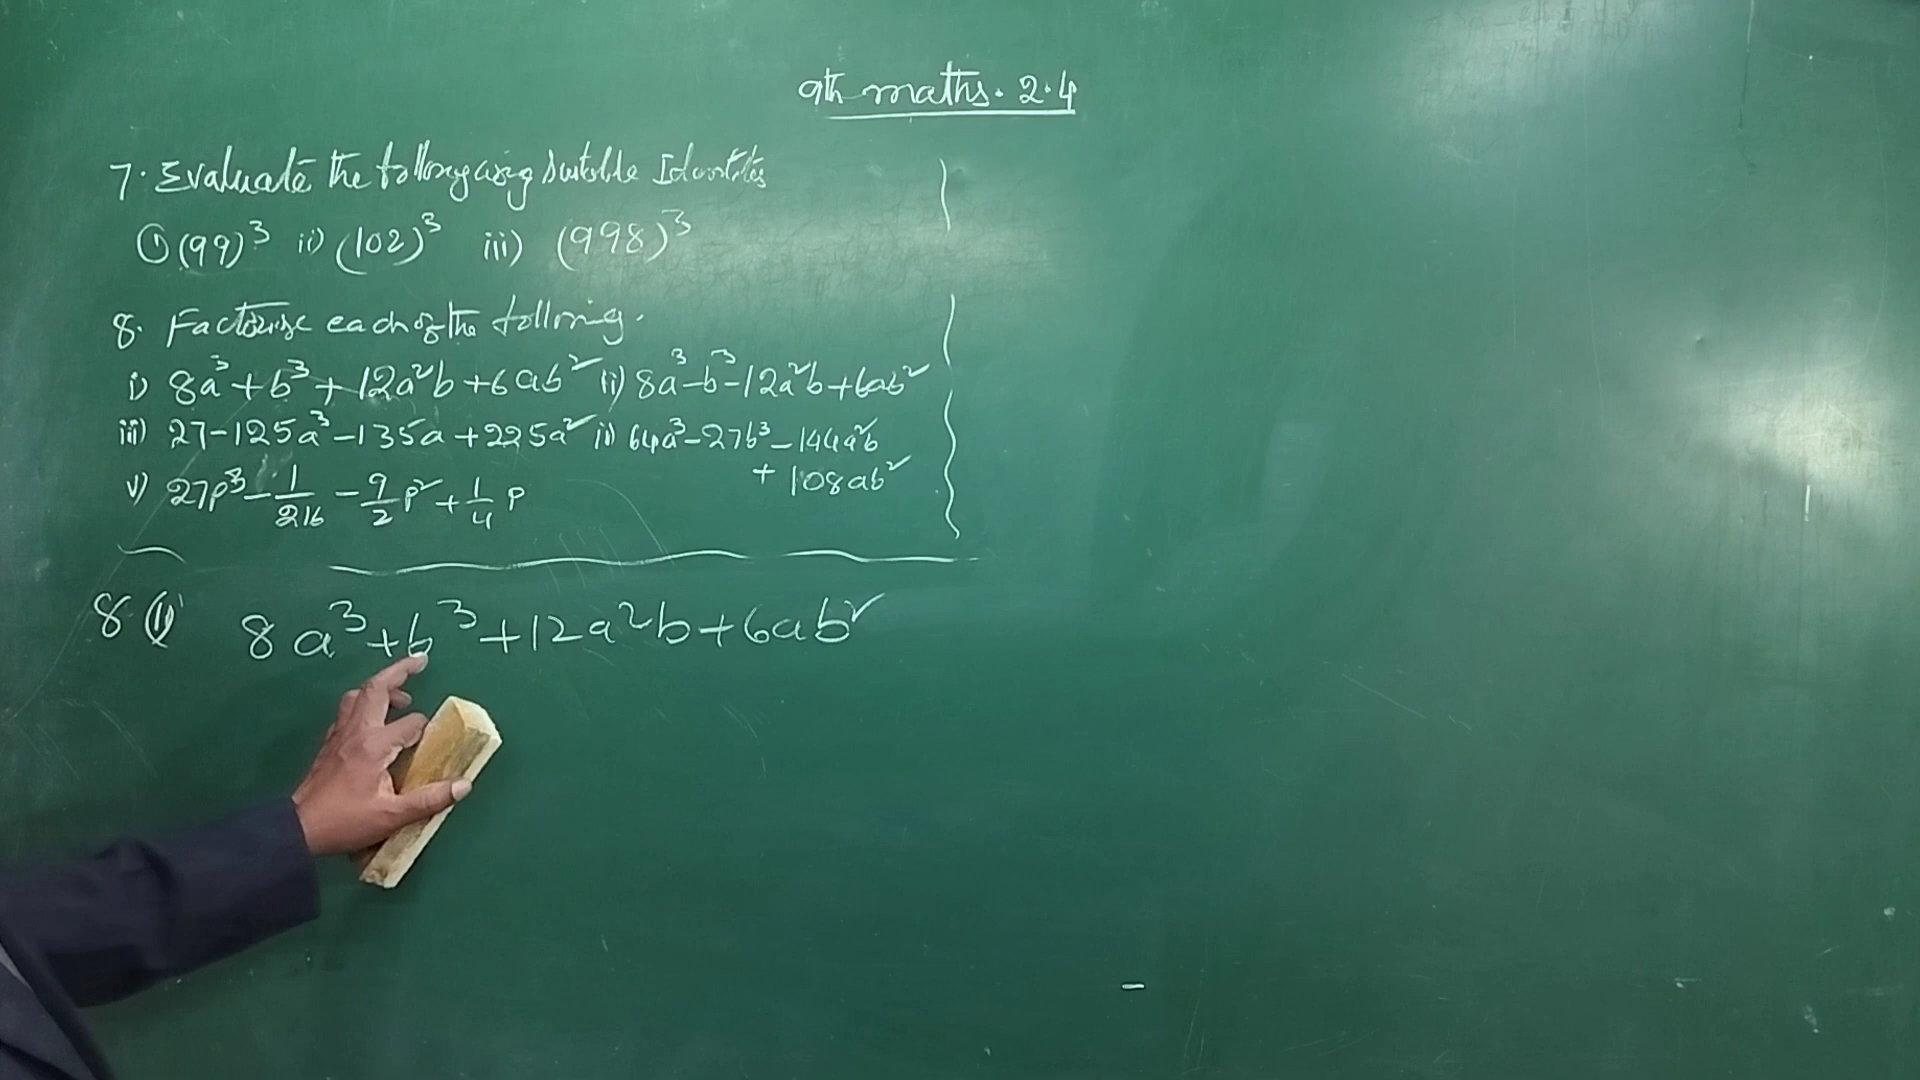 9th maths. 2.4
7. Evaluate the following using Suitable Identities
① (99)³ ii) (102)³ iii) (998)³
8. Factorise each of the following.
i) 8a³+b³+12a²b+6ab² ii) 8a³-b³-12a²b+6ab²
iii) 27-125a³-135a+225a² iv) 64a³-27b³-144a²b
+108ab²
v) 27p³-1/216-9/2p²+1/4p
8 (i) 8a³+b³+12a²b+6ab²